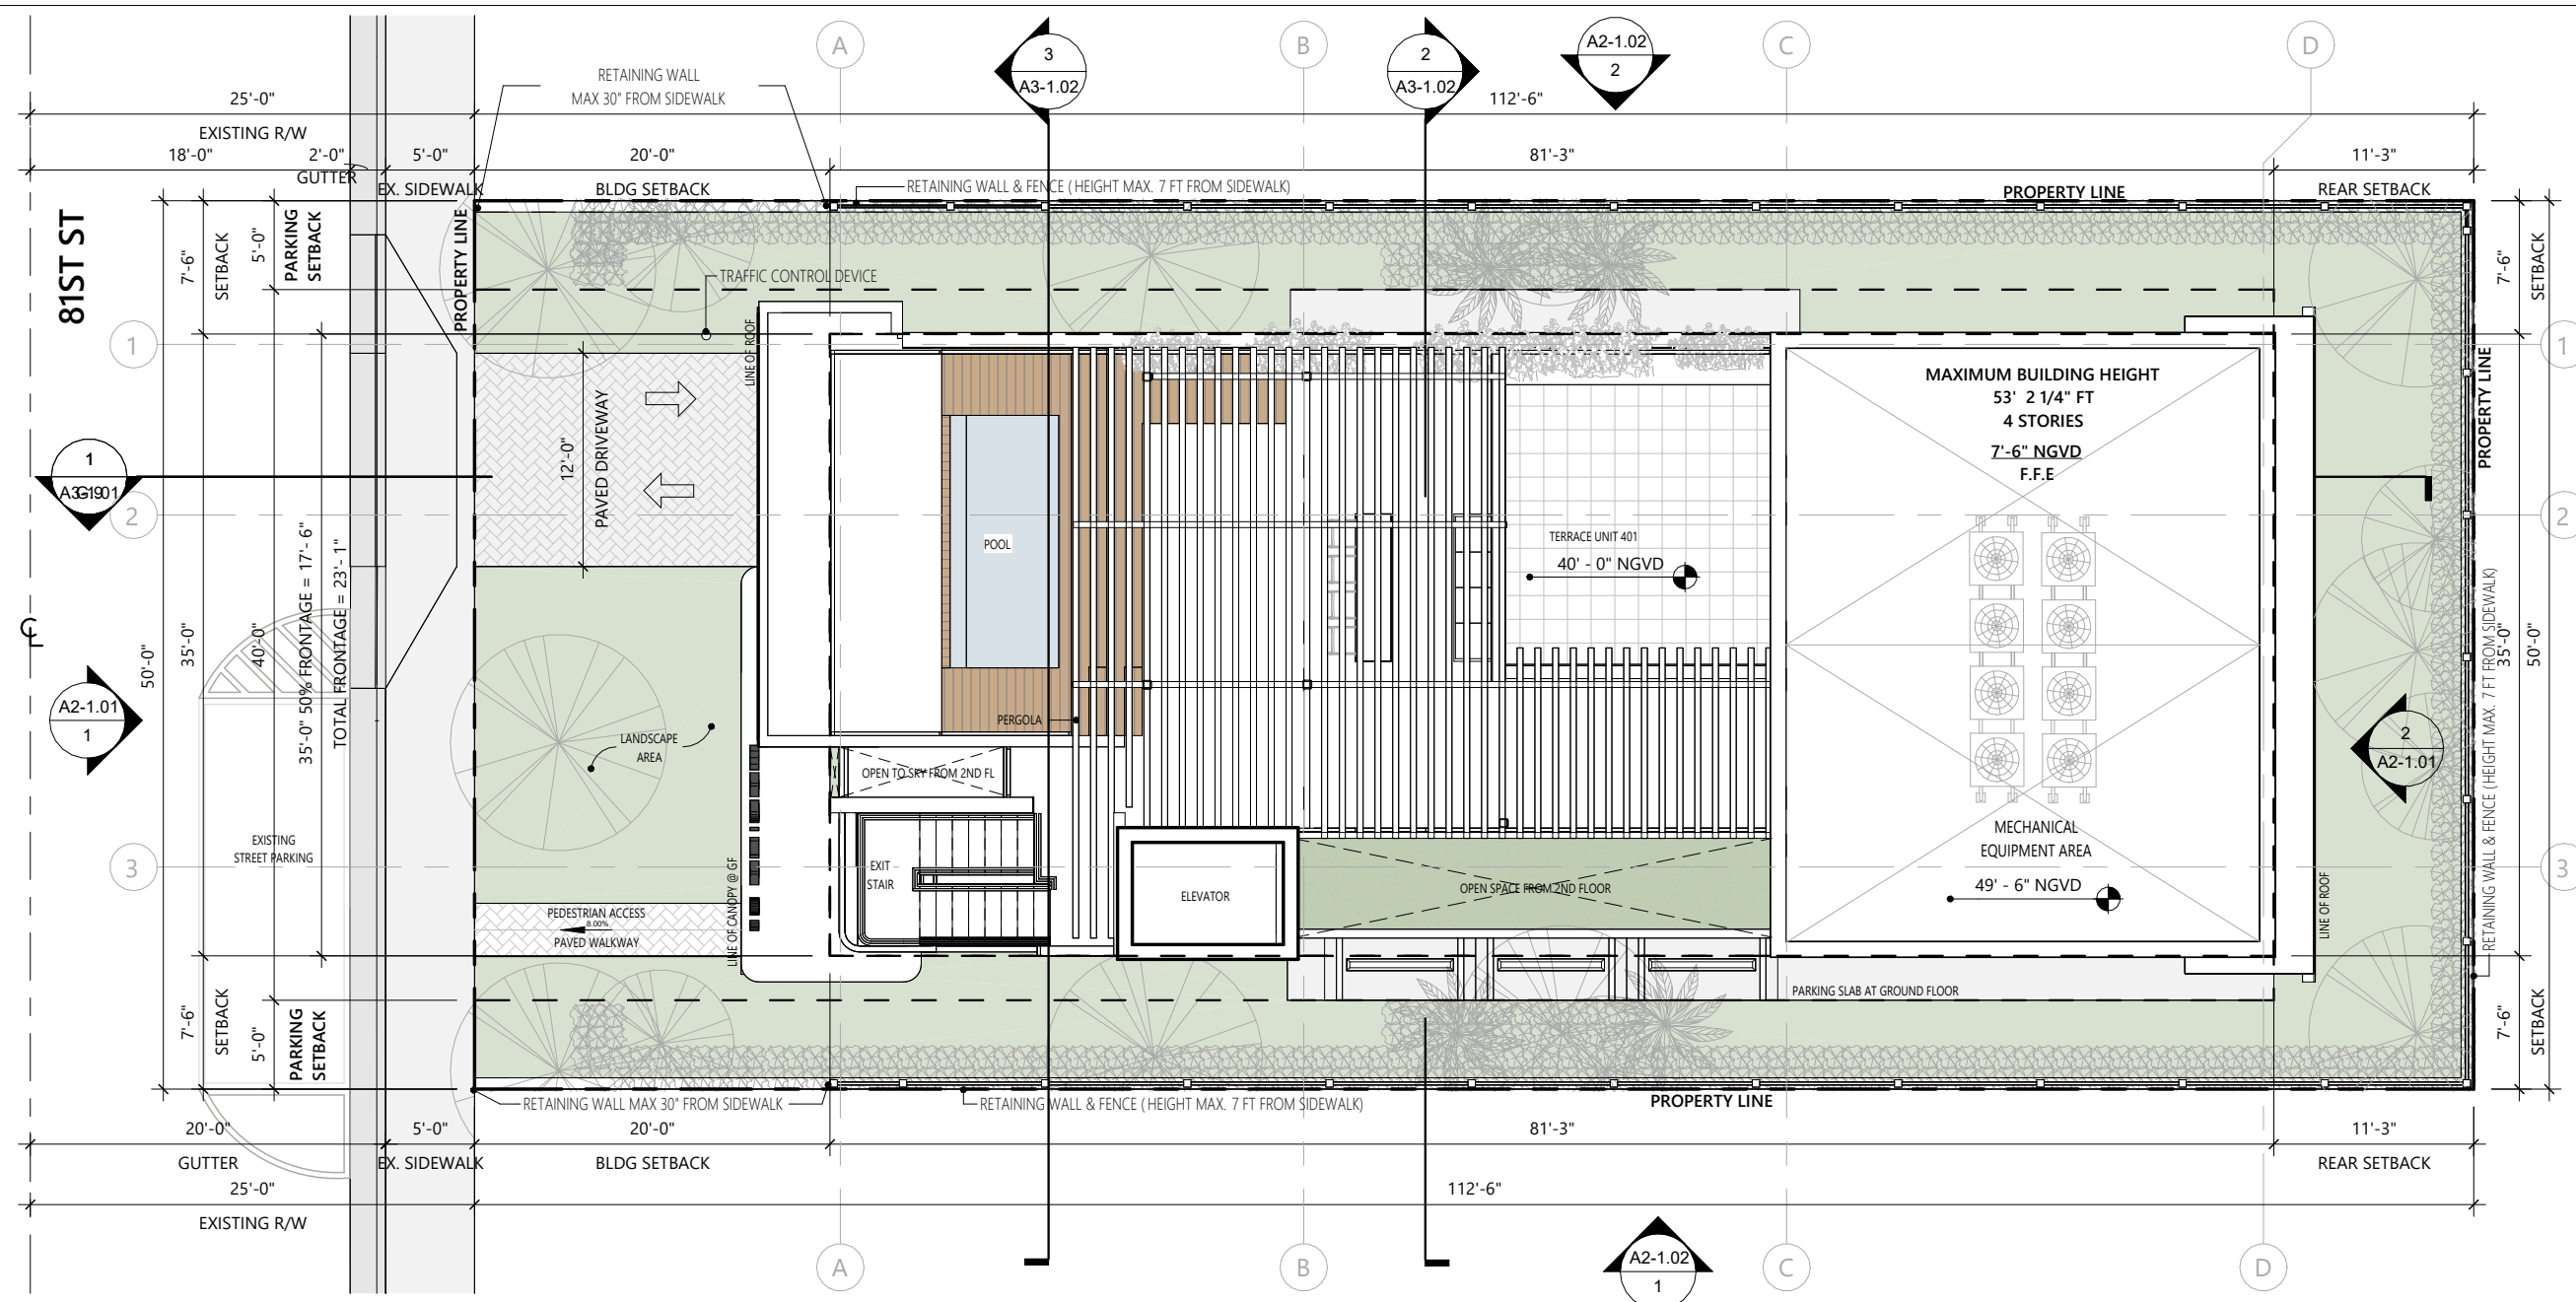 A
3
A3-1.02
B
2
A3-1.02
A2-1.02
2
C
D
RETAINING WALL
MAX 30" FROM SIDEWALK
25'-0"
112'-6"
EXISTING R/W
18'-0"
2'-0"
5'-0"
20'-0"
81'-3"
11'-3"
GUTTER
EX. SIDEWALK
BLDG SETBACK
RETAINING WALL & FENCE ( HEIGHT MAX. 7 FT FROM SIDEWALK)
PROPERTY LINE
REAR SETBACK
81ST ST
7'-6"
SETBACK
5'-0"
PARKING
SETBACK
PROPERTY LINE
TRAFFIC CONTROL DEVICE
LINE OF ROOF
7'-6"
SETBACK
1
1
MAXIMUM BUILDING HEIGHT
53' 2 1/4" FT
4 STORIES
7'-6" NGVD
F.F.E
PROPERTY LINE
12'-0"
PAVED DRIVEWAY
1
2
2
POOL
TERRACE UNIT 401
40' - 0" NGVD
50'-0"
35'-0"
40'-0"
35'-0" 50% FRONTAGE = 17'- 6"
TOTAL FRONTAGE = 23'- 1"
35'-0"
50'-0"
RETAINING WALL & FENCE ( HEIGHT MAX. 7 FT FROM SIDEWALK)
A2-1.01
1
PERGOLA
LANDSCAPE
AREA
2
A2-1.01
OPEN TO SKY FROM 2ND FL
EXISTING
STREET PARKING
MECHANICAL
EQUIPMENT AREA
49' - 6" NGVD
3
3
EXIT
STAIR
ELEVATOR
OPEN SPACE FROM 2ND FLOOR
LINE OF CANOPY @ GF
LINE OF ROOF
PEDESTRIAN ACCESS
8.00%
PAVED WALKWAY
PARKING SLAB AT GROUND FLOOR
7'-6"
SETBACK
5'-0"
PARKING
SETBACK
7'-6"
SETBACK
RETAINING WALL MAX 30" FROM SIDEWALK
RETAINING WALL & FENCE ( HEIGHT MAX. 7 FT FROM SIDEWALK)
PROPERTY LINE
20'-0"
5'-0"
20'-0"
81'-3"
11'-3"
GUTTER
EX. SIDEWALK
BLDG SETBACK
REAR SETBACK
25'-0"
112'-6"
EXISTING R/W
A
B
A2-1.02
1
C
D